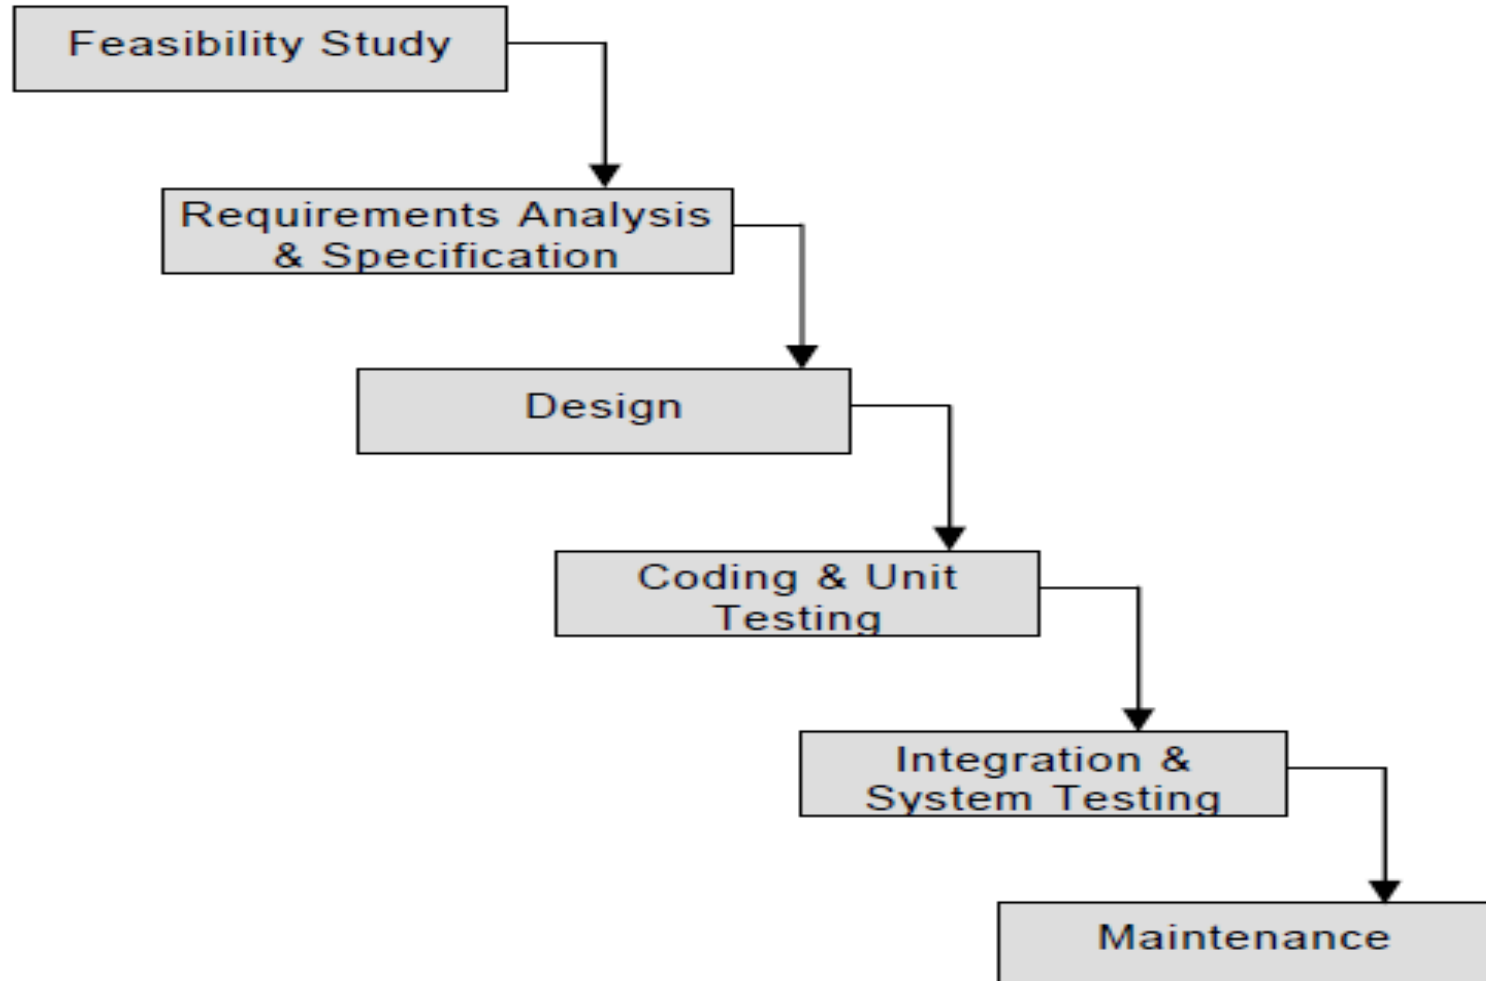 Feasibility Study
Requirements Analysis
& Specification
Design
Coding & Unit
Testing
Integration &
System Testing
Maintenance